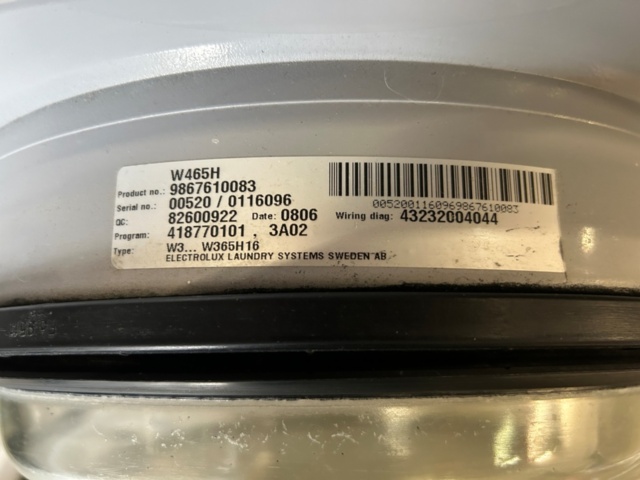 W465H
Product no.: 9867610083
Serial no.: 00520 / 0116096
QC: 82600922 Date: 0806 Wiring diag: 43232004044
Program: 418770101 , 3A02
Type: W3... W365H16
ELECTROLUX LAUNDRY SYSTEMS SWEDEN AB
0052001160969867610083